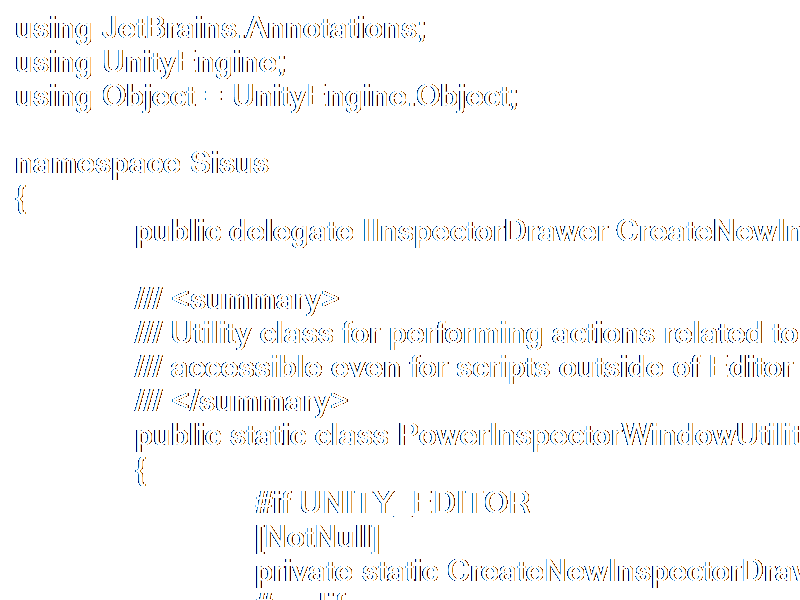 using JetBrains.Annotations;
using UnityEngine;
using Object = UnityEngine.Object;
namespace Sisus
{
public delegate IInspectorDrawer CreateNewIn
/// <summary>
/// Utility class for performing actions related to
/// accessible even for scripts outside of Editor
/// </summary>
public static class PowerInspectorWindowUtilit
{
#if UNITY_EDITOR
[NotNull]
private static CreateNewInspectorDraw
#endif